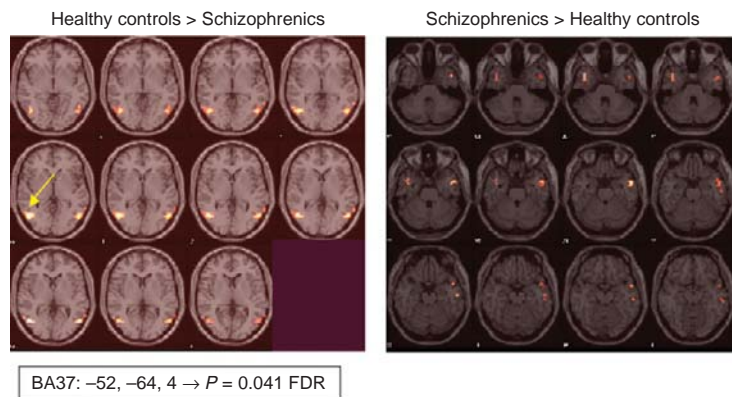 Healthy controls > Schizophrenics
Schizophrenics > Healthy controls
BA37: –52, –64, 4 → P = 0.041 FDR